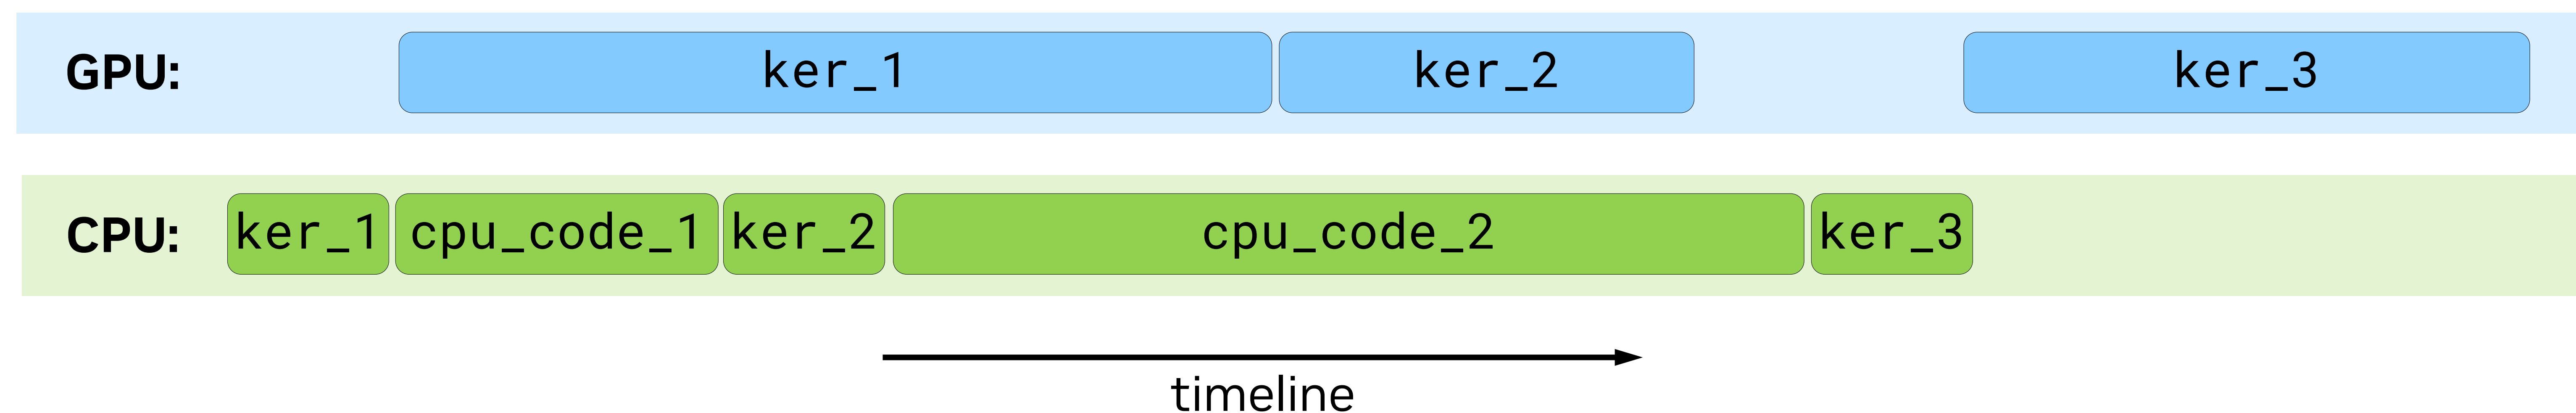 GPU: ker_1 ker_2 ker_3
CPU: ker_1 cpu_code_1 ker_2 cpu_code_2 ker_3
timeline